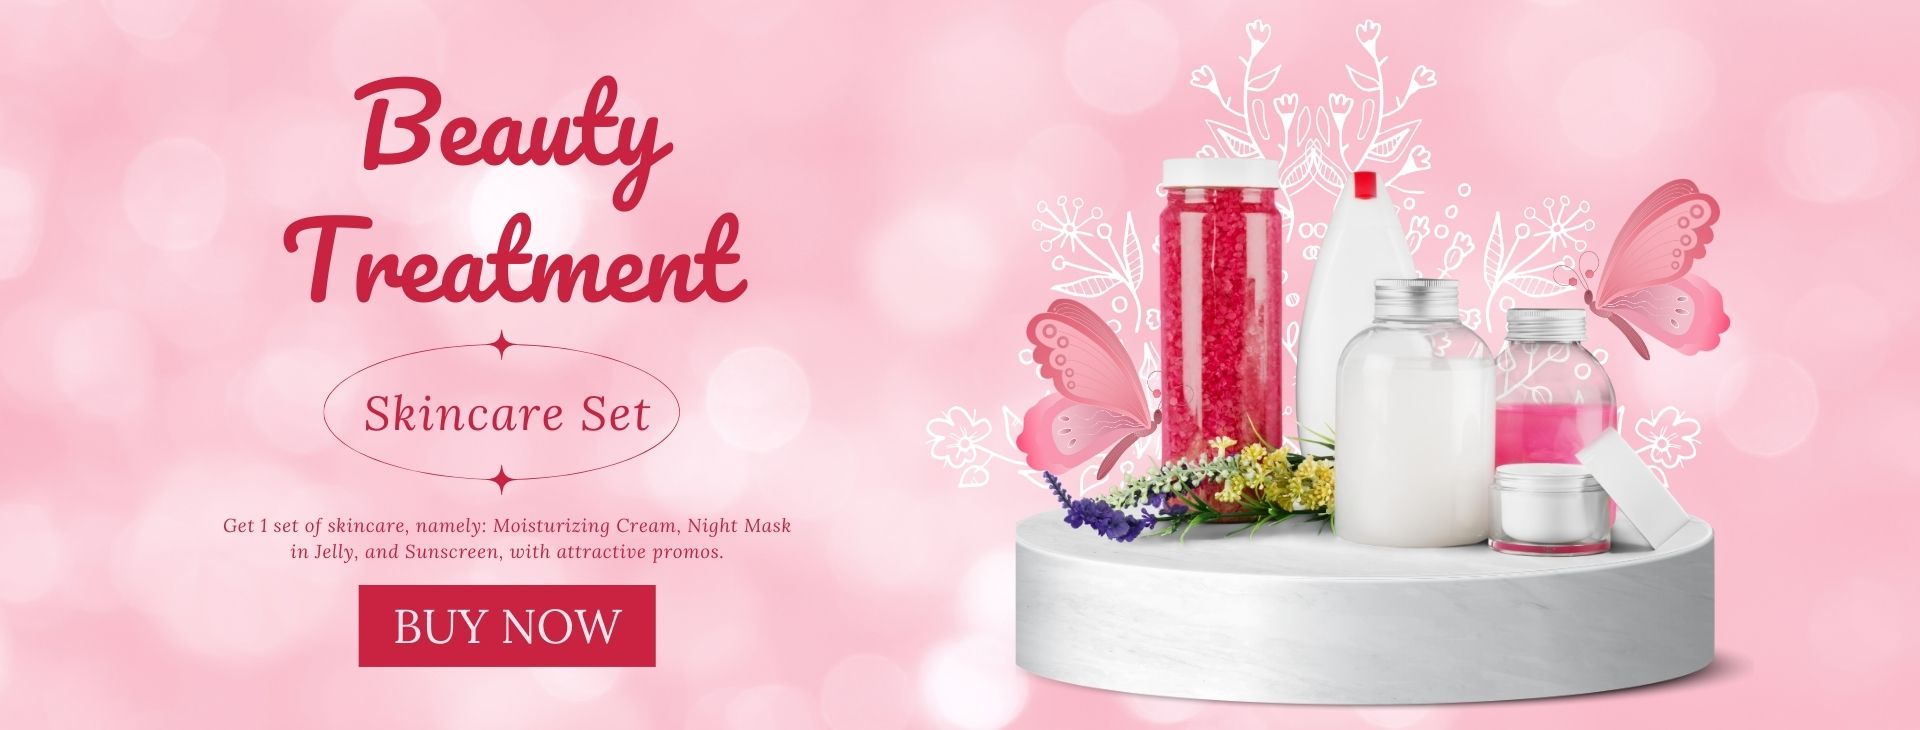 Beauty
Treatment
Skincare Set
Get 1 set of skincare, namely: Moisturizing Cream, Night Mask
in Jelly, and Sunscreen, with attractive promos.
BUY NOW